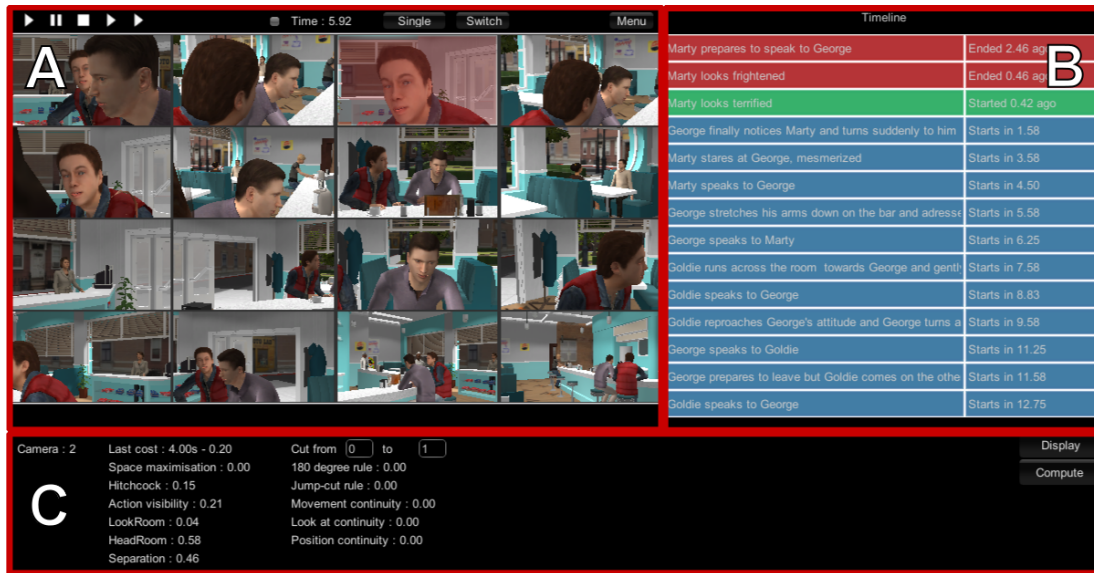 Time : 5.92 Single Switch Menu
Timeline
A
B
Marty prepares to speak to George Ended 2.46 ago
Marty looks frightened Ended 0.46 ago
Marty looks terrified Started 0.42 ago
George finally notices Marty and turns suddenly to him Starts in 1.58
Marty stares at George, mesmerized Starts in 3.58
Marty speaks to George Starts in 4.50
George stretches his arms down on the bar and adresse Starts in 5.58
George speaks to Marty Starts in 6.25
Goldie runs across the room towards George and gently Starts in 7.58
Goldie speaks to George Starts in 8.83
Goldie reproaches George's attitude and George turns a Starts in 9.58
George speaks to Goldie Starts in 11.25
George prepares to leave but Goldie comes on the othe Starts in 11.58
Goldie speaks to George Starts in 12.75
Camera : 2 Last cost : 4.00s - 0.20 Cut from 0 to 1 Display
Space maximisation : 0.00 180 degree rule : 0.00 Compute
Hitchcock : 0.15 Jump-cut rule : 0.00
Action visibility : 0.21 Movement continuity : 0.00
C
LookRoom : 0.04 Look at continuity : 0.00
HeadRoom : 0.58 Position continuity : 0.00
Separation : 0.46